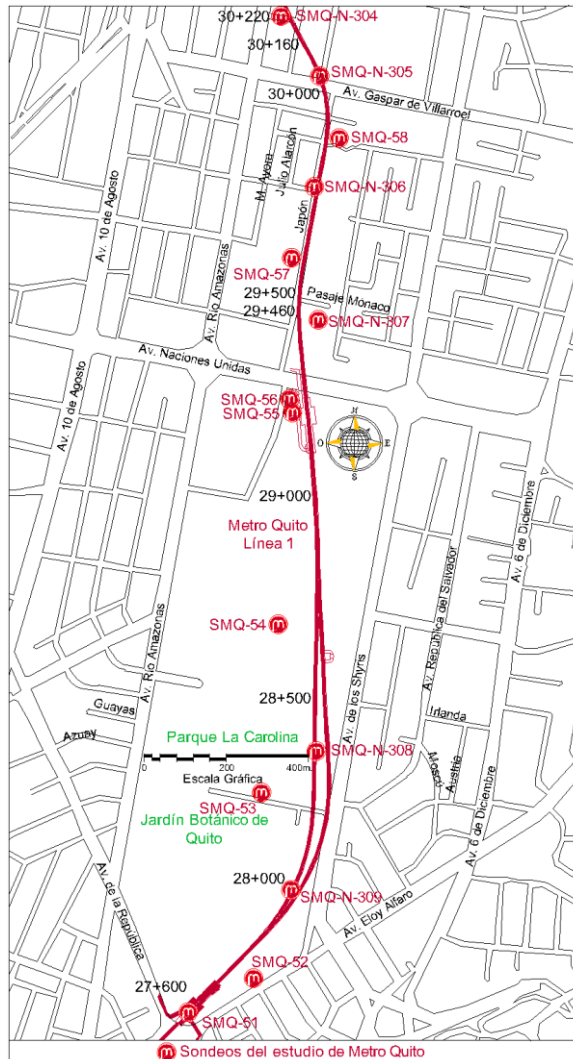 30+220
SMQ-N-304
30+160
SMQ-N-305
30+000
Av. Gaspar de Villarroel
SMQ-58
Julio Alarcón
M. Ayora
SMQ-N-306
Japón
Av. 10 de Agosto
SMQ-57
Av. Río Amazonas
29+500
Pasaje Mónaco
29+460
SMQ-N-307
Av. Naciones Unidas
Av. 10 de Agosto
SMQ-56
SMQ-55
N
O
E
S
29+000
Metro Quito
Línea 1
Av. 6 de Diciembre
Av. República del Salvador
SMQ-54
Av. Río Amazonas
Av. de los Shyris
28+500
Guayas
Irlanda
Azuay
Parque La Carolina
SMQ-N-308
0
200
400m.
Escala Gráfica
Moscú
Austria
SMQ-53
Jardín Botánico de
Quito
Av. 6 de Diciembre
28+000
SMQ-N-309
Av. de la República
Av. Eloy Alfaro
SMQ-52
27+600
SMQ-51
Sondeos del estudio de Metro Quito